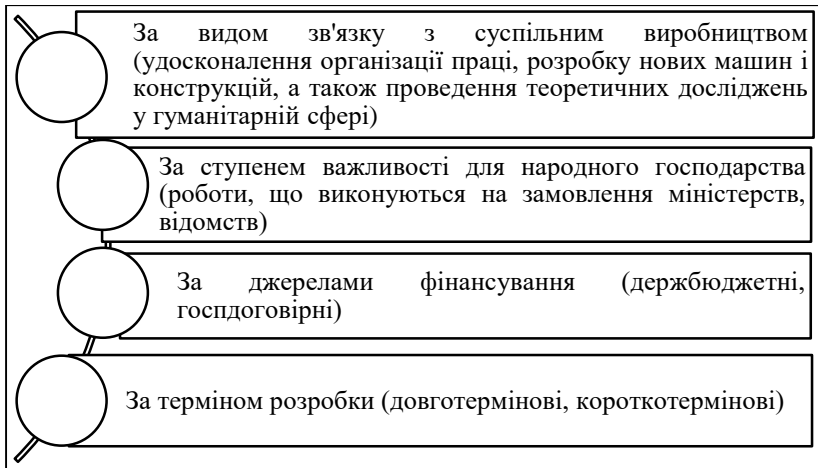 За видом зв'язку з суспільним виробництвом
(удосконалення організації праці, розробку нових машин і
конструкцій, а також проведення теоретичних досліджень
у гуманітарній сфері)
За ступенем важливості для народного господарства
(роботи, що виконуються на замовлення міністерств,
відомств)
За джерелами фінансування (держбюджетні,
госпдоговірні)
За терміном розробки (довготермінові, короткотермінові)